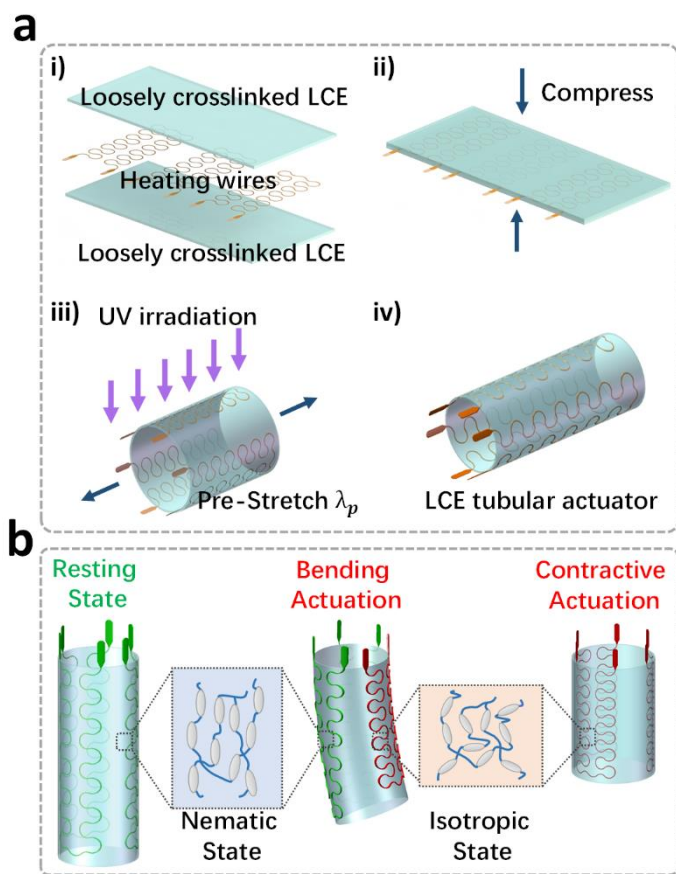 a
i)
Loosely crosslinked LCE
Heating wires
Loosely crosslinked LCE
ii)
Compress
iii)
UV irradiation
Pre-Stretch λₚ
iv)
LCE tubular actuator
b
Resting
State
Bending
Actuation
Contractive
Actuation
Nematic
State
Isotropic
State